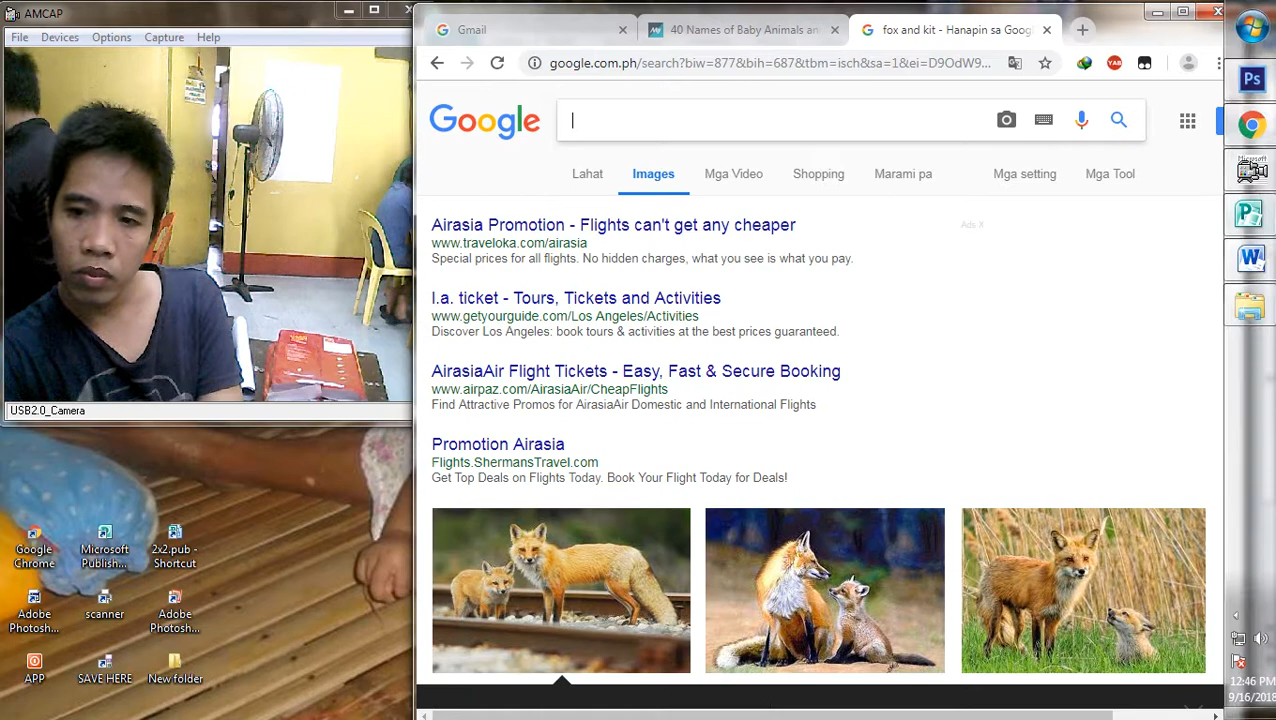 AMCAP
File Devices Options Capture Help
USB2.0_Camera
Gmail
40 Names of Baby Animals an
fox and kit - Hanapin sa Goog
google.com.ph/search?biw=877&bih=687&tbm=isch&sa=1&ei=D9OdW9...
YAB
Google
Lahat Images Mga Video Shopping Marami pa Mga setting Mga Tool
Airasia Promotion - Flights can't get any cheaper
Ads X
www.traveloka.com/airasia
Special prices for all flights. No hidden charges, what you see is what you pay.
l.a. ticket - Tours, Tickets and Activities
www.getyourguide.com/Los Angeles/Activities
Discover Los Angeles: book tours & activities at the best prices guaranteed.
AirasiaAir Flight Tickets - Easy, Fast & Secure Booking
www.airpaz.com/AirasiaAir/CheapFlights
Find Attractive Promos for AirasiaAir Domestic and International Flights
Promotion Airasia
Flights.ShermansTravel.com
Get Top Deals on Flights Today. Book Your Flight Today for Deals!
Google Chrome
Microsoft Publish...
2x2.pub - Shortcut
Adobe Photosh...
scanner
Adobe Photosh...
APP
SAVE HERE
New folder
Ps
Microsoft
P
W
12:46 PM
9/16/2018